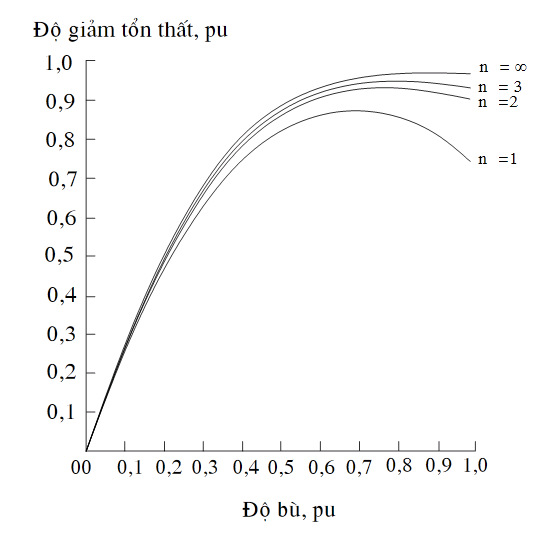 Độ giảm tổn thất, pu
1,0
0,9
0,8
0,7
0,6
0,5
0,4
0,3
0,2
0,1
n = ∞
n = 3
n =2
n =1
00 0,1 0,2 0,3 0,4 0,5 0,6 0,7 0,8 0,9 1,0
Độ bù, pu